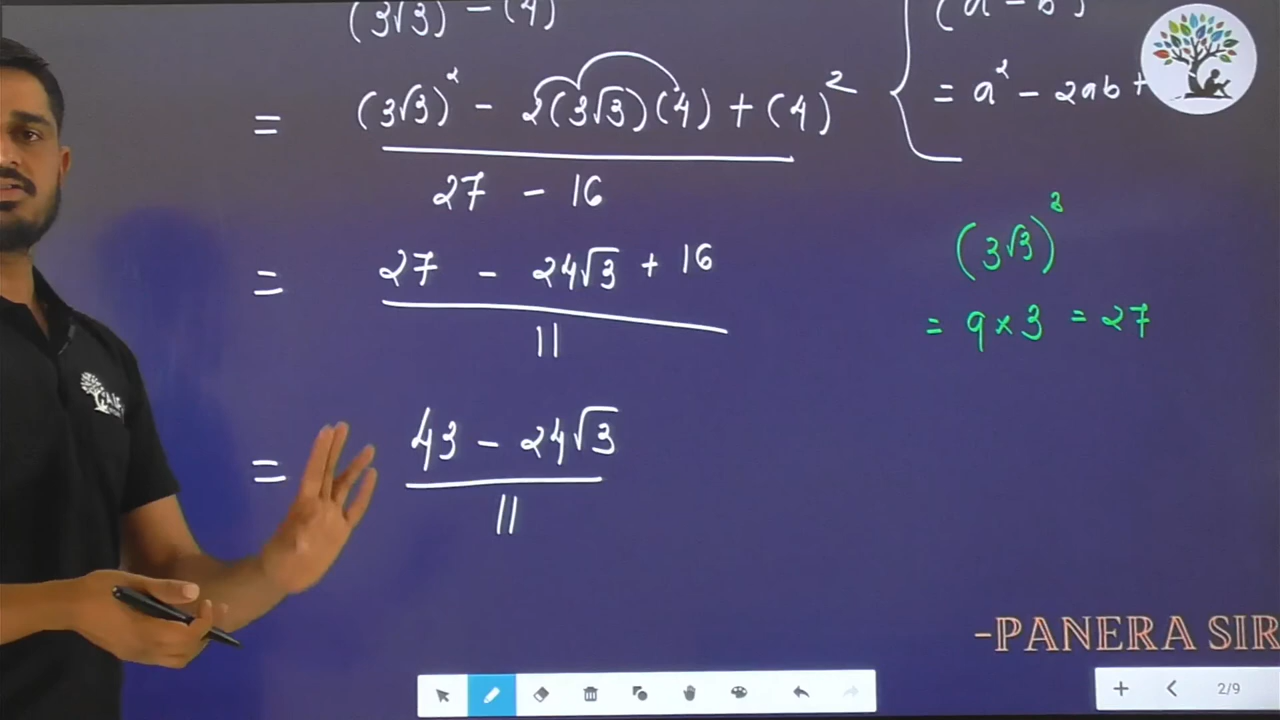 (3√3) - (4)
(a - b)
= (3√3)² - 2(3√3)(4) + (4)²
27 - 16
= a² - 2ab +
= 27 - 24√3 + 16
11
(3√3)²
= 9 × 3 = 27
= 43 - 24√3
11
-PANERA SIR
2/9